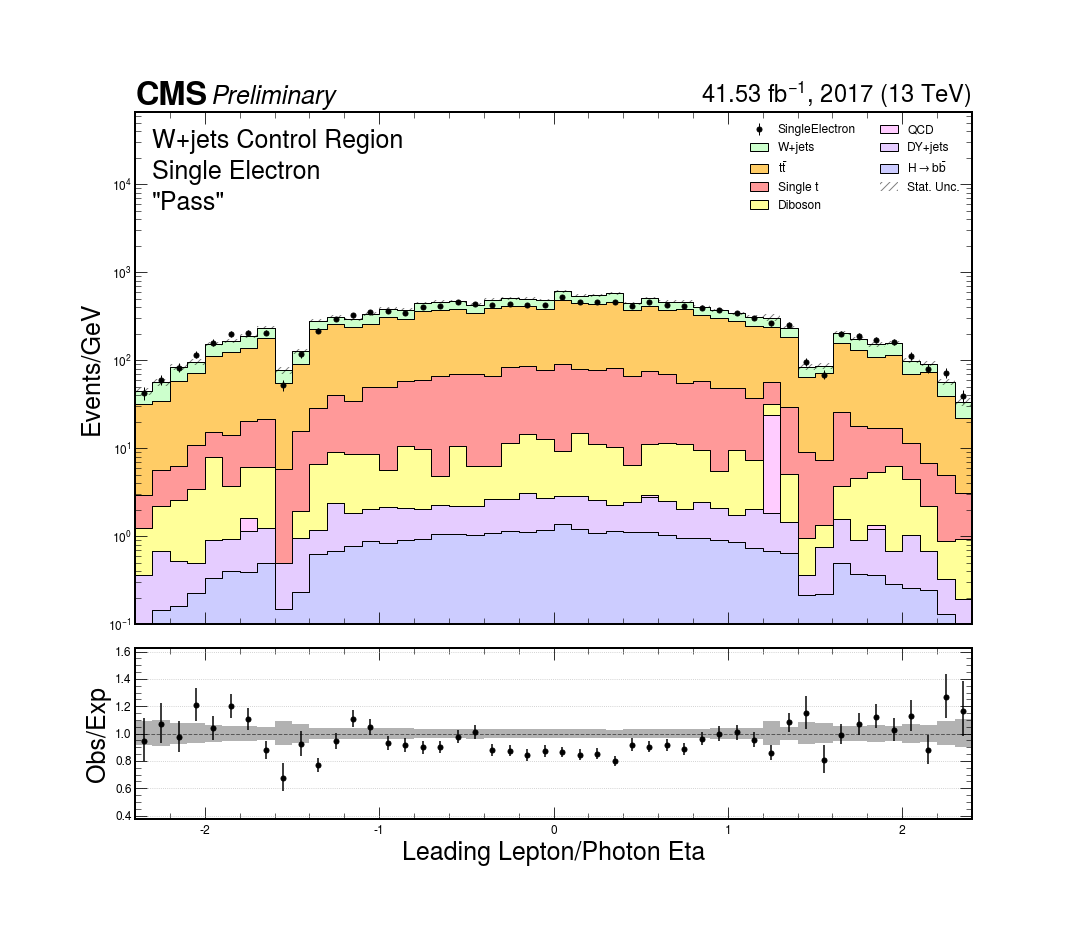 CMS Preliminary
41.53 fb⁻¹, 2017 (13 TeV)
W+jets Control Region
Single Electron
"Pass"
SingleElectron
W+jets
tt̄
Single t
Diboson
QCD
DY+jets
H→bb̄
Stat. Unc.
Events/GeV
10⁴
10³
10²
10¹
10⁰
10⁻¹
Obs/Exp
1.6
1.4
1.2
1.0
0.8
0.6
0.4
-2 -1 0 1 2
Leading Lepton/Photon Eta